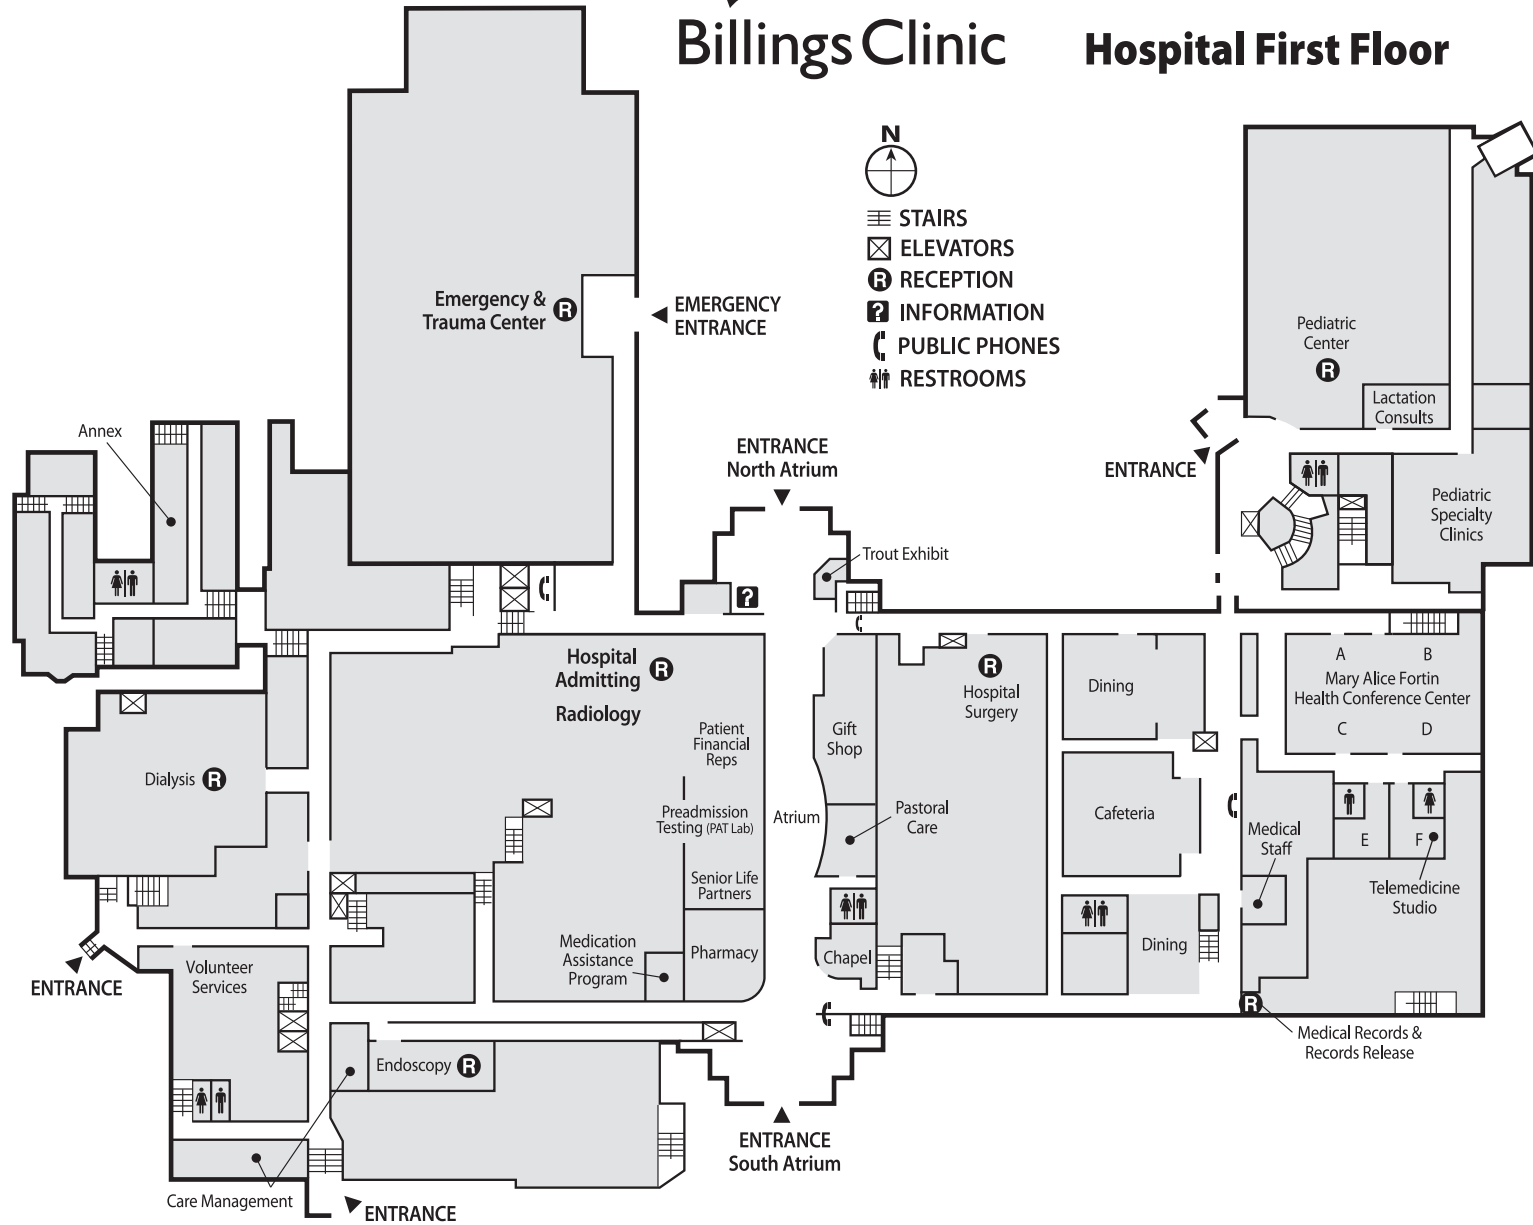 Billings Clinic
Hospital First Floor
N
STAIRS
ELEVATORS
R RECEPTION
? INFORMATION
PUBLIC PHONES
RESTROOMS
Emergency &
Trauma Center
R
EMERGENCY
ENTRANCE
Pediatric
Center
R
Lactation
Consults
Annex
ENTRANCE
North Atrium
ENTRANCE
Pediatric
Specialty
Clinics
Trout Exhibit
?
Hospital
Admitting
R
Radiology
Patient
Financial
Reps
Gift
Shop
R
Hospital
Surgery
Dining
A
B
Mary Alice Fortin
Health Conference Center
C
D
Dialysis
R
Preadmission
Testing (PAT Lab)
Atrium
Pastoral
Care
Cafeteria
Medical
Staff
E
F
Senior Life
Partners
Telemedicine
Studio
Medication
Assistance
Program
Pharmacy
Chapel
Dining
ENTRANCE
Volunteer
Services
R
Medical Records &
Records Release
Endoscopy
R
ENTRANCE
South Atrium
Care Management
ENTRANCE